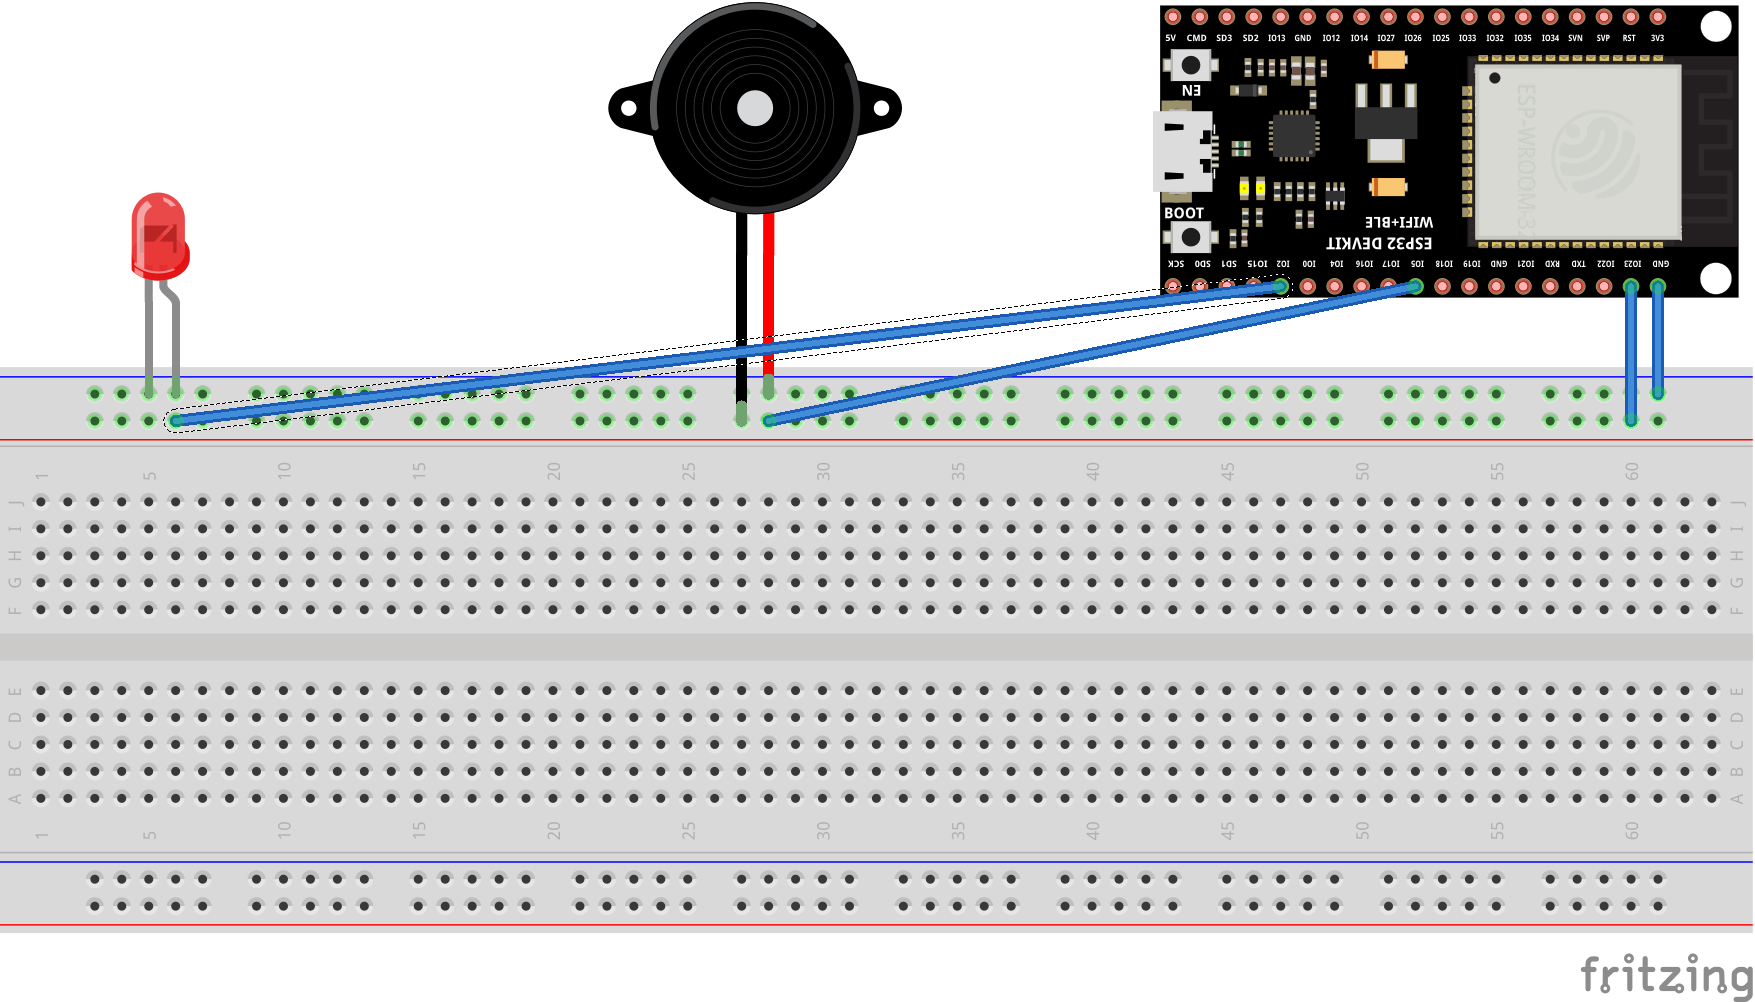 5V CMD SD3 SD2 IO13 GND IO12 IO14 IO27 IO26 IO25 IO33 IO32 IO35 IO34 SVN SVP RST 3V3
EN
ESP-WROOM-32
BOOT
WIFI+BLE
ESP32 DEVKIT
SCK SD0 SD1 IO15 IO2 IO0 IO4 IO16 IO17 IO5 IO18 IO19 GND IO21 RXD TXD IO22 IO23 GND
1 5 10 15 20 25 30 35 40 45 50 55 60
J J
I I
H H
G G
F F
E E
D D
C C
B B
A A
1 5 10 15 20 25 30 35 40 45 50 55 60
fritzing